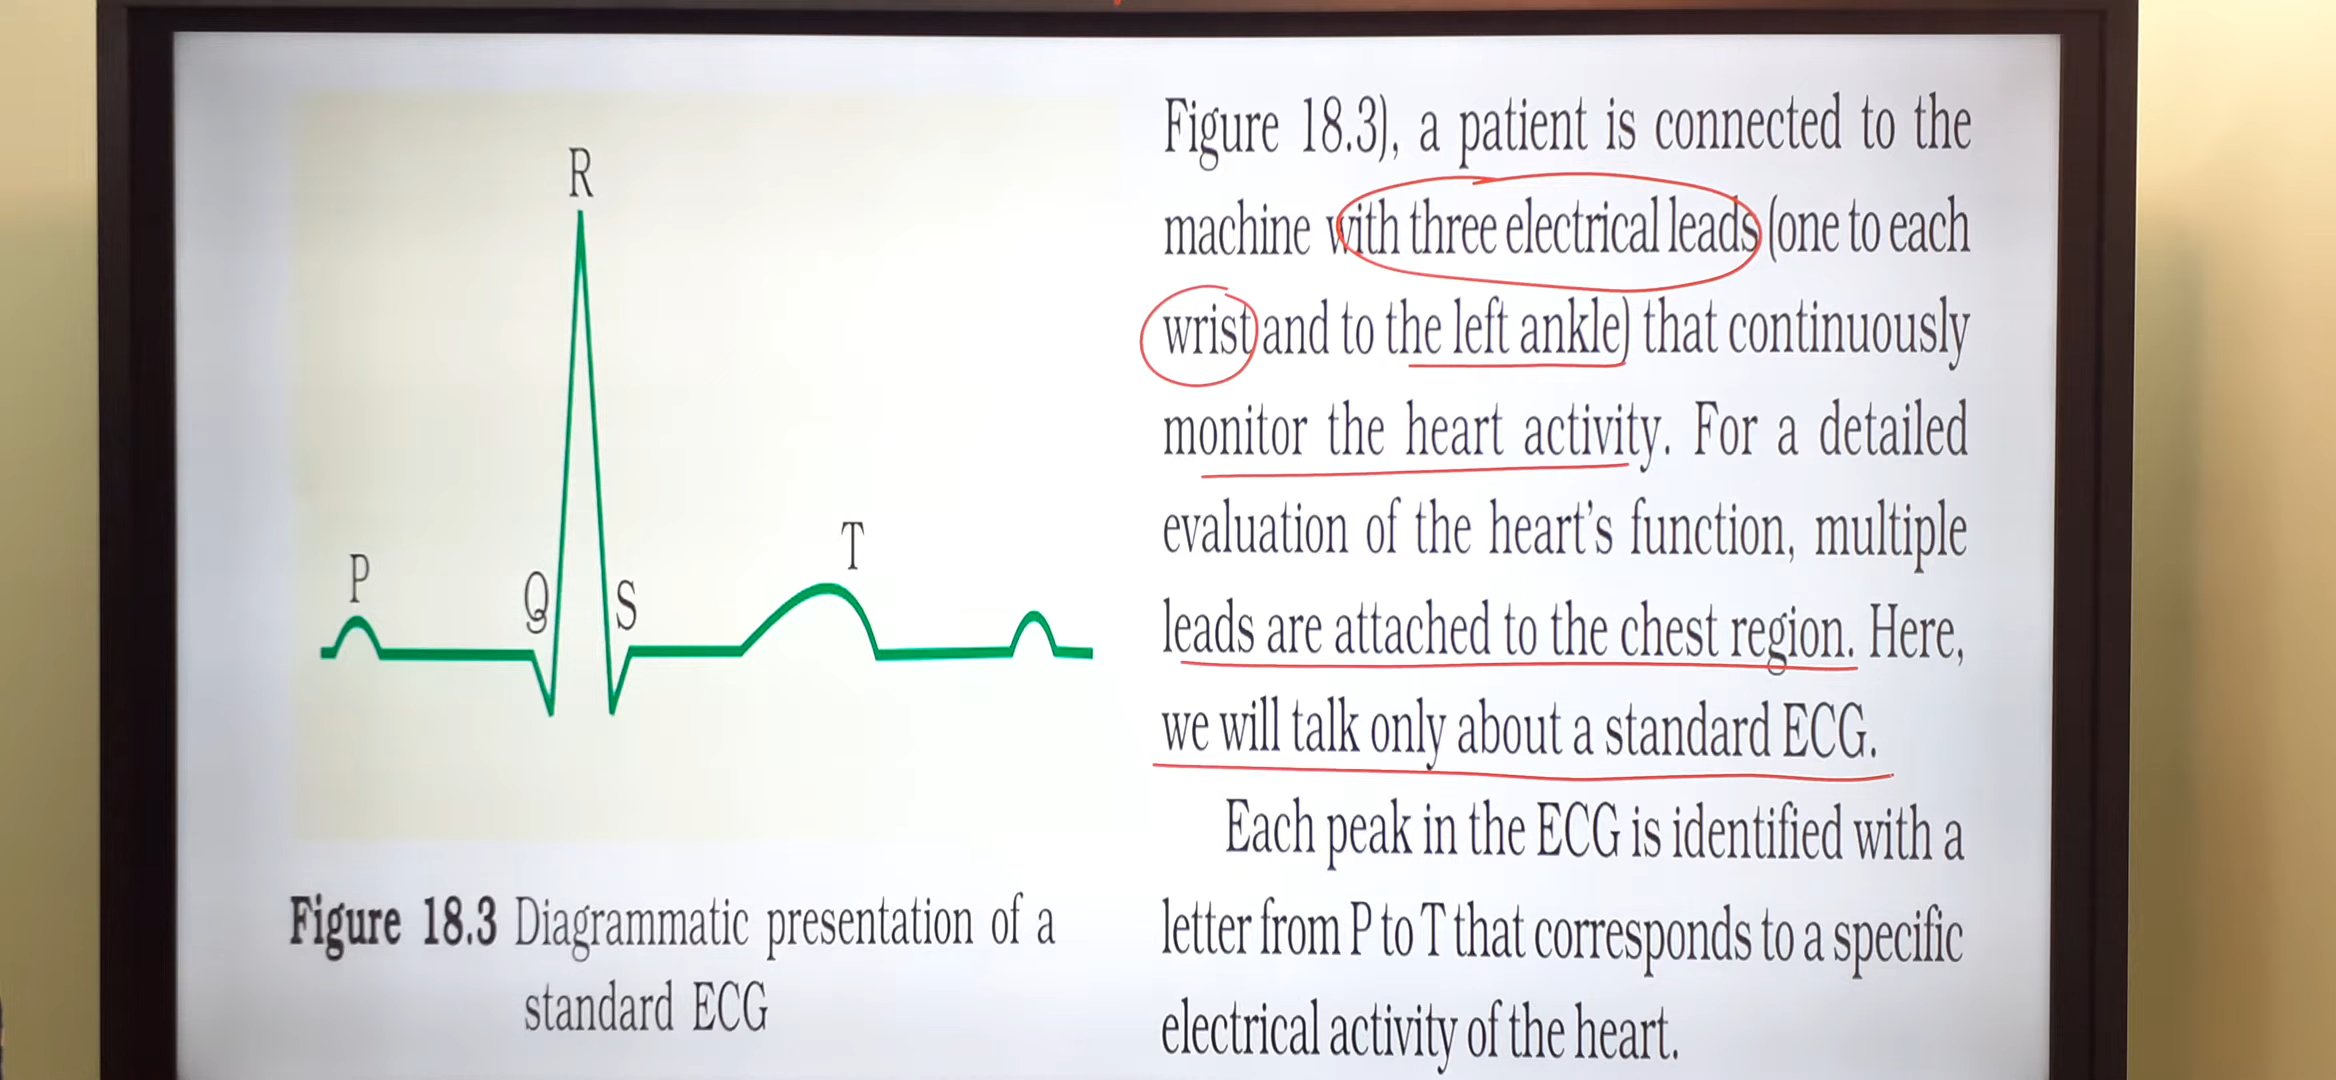 R
P
Q
S
T
Figure 18.3 Diagrammatic presentation of a
standard ECG
Figure 18.3), a patient is connected to the
machine with three electrical leads (one to each
wrist and to the left ankle) that continuously
monitor the heart activity. For a detailed
evaluation of the heart's function, multiple
leads are attached to the chest region. Here,
we will talk only about a standard ECG.
Each peak in the ECG is identified with a
letter from P to T that corresponds to a specific
electrical activity of the heart.